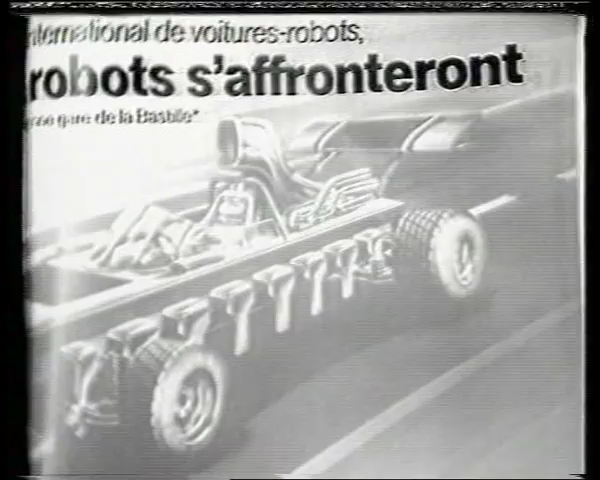 nternational de voitures-robots,
robots s'affronteront
gare de la Bastille*